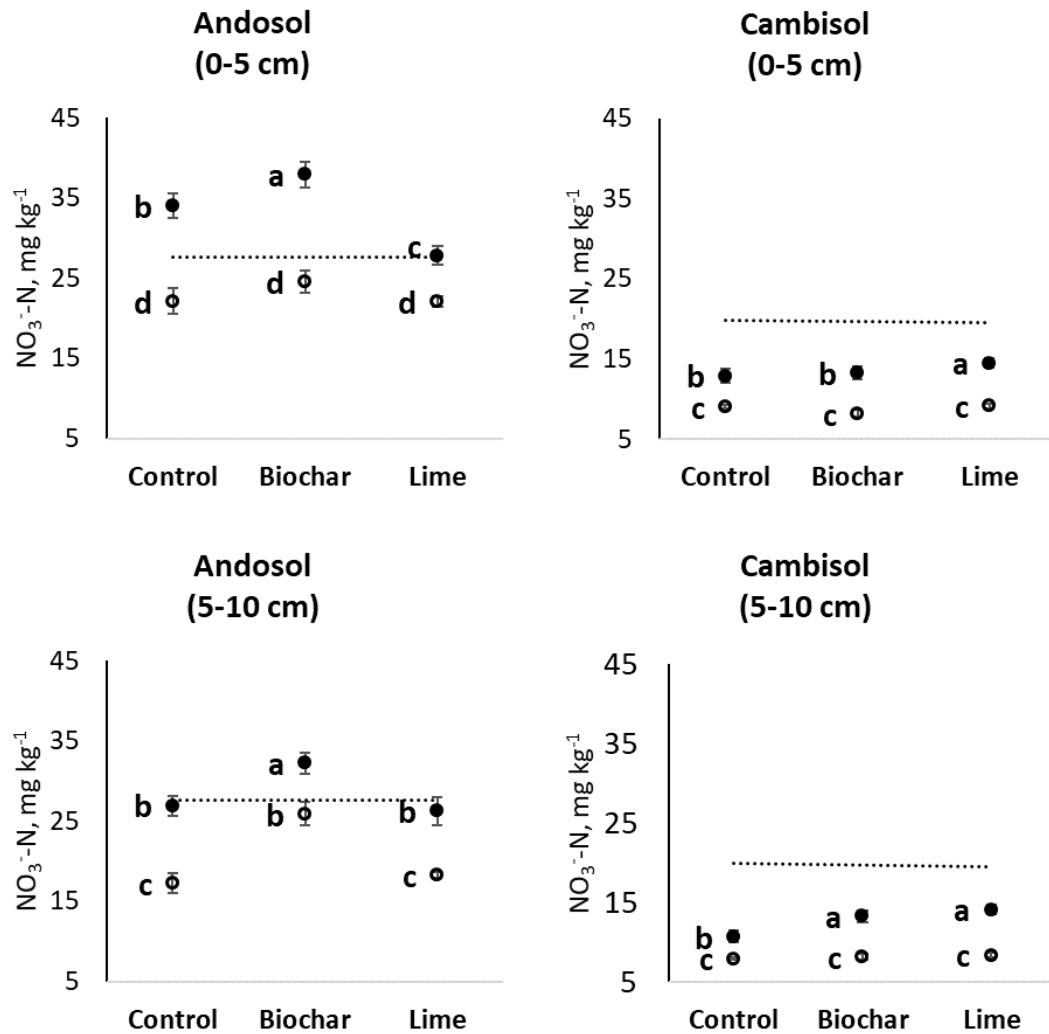 Andosol
(0-5 cm)
NO₃⁻-N, mg kg⁻¹
45
35
25
15
5
b
a
c
d
d
d
Control Biochar Lime
Cambisol
(0-5 cm)
NO₃⁻-N, mg kg⁻¹
45
35
25
15
5
b
b
a
c
c
c
Control Biochar Lime
Andosol
(5-10 cm)
NO₃⁻-N, mg kg⁻¹
45
35
25
15
5
b
a
b
c
b
c
Control Biochar Lime
Cambisol
(5-10 cm)
NO₃⁻-N, mg kg⁻¹
45
35
25
15
5
b
a
a
c
c
c
Control Biochar Lime